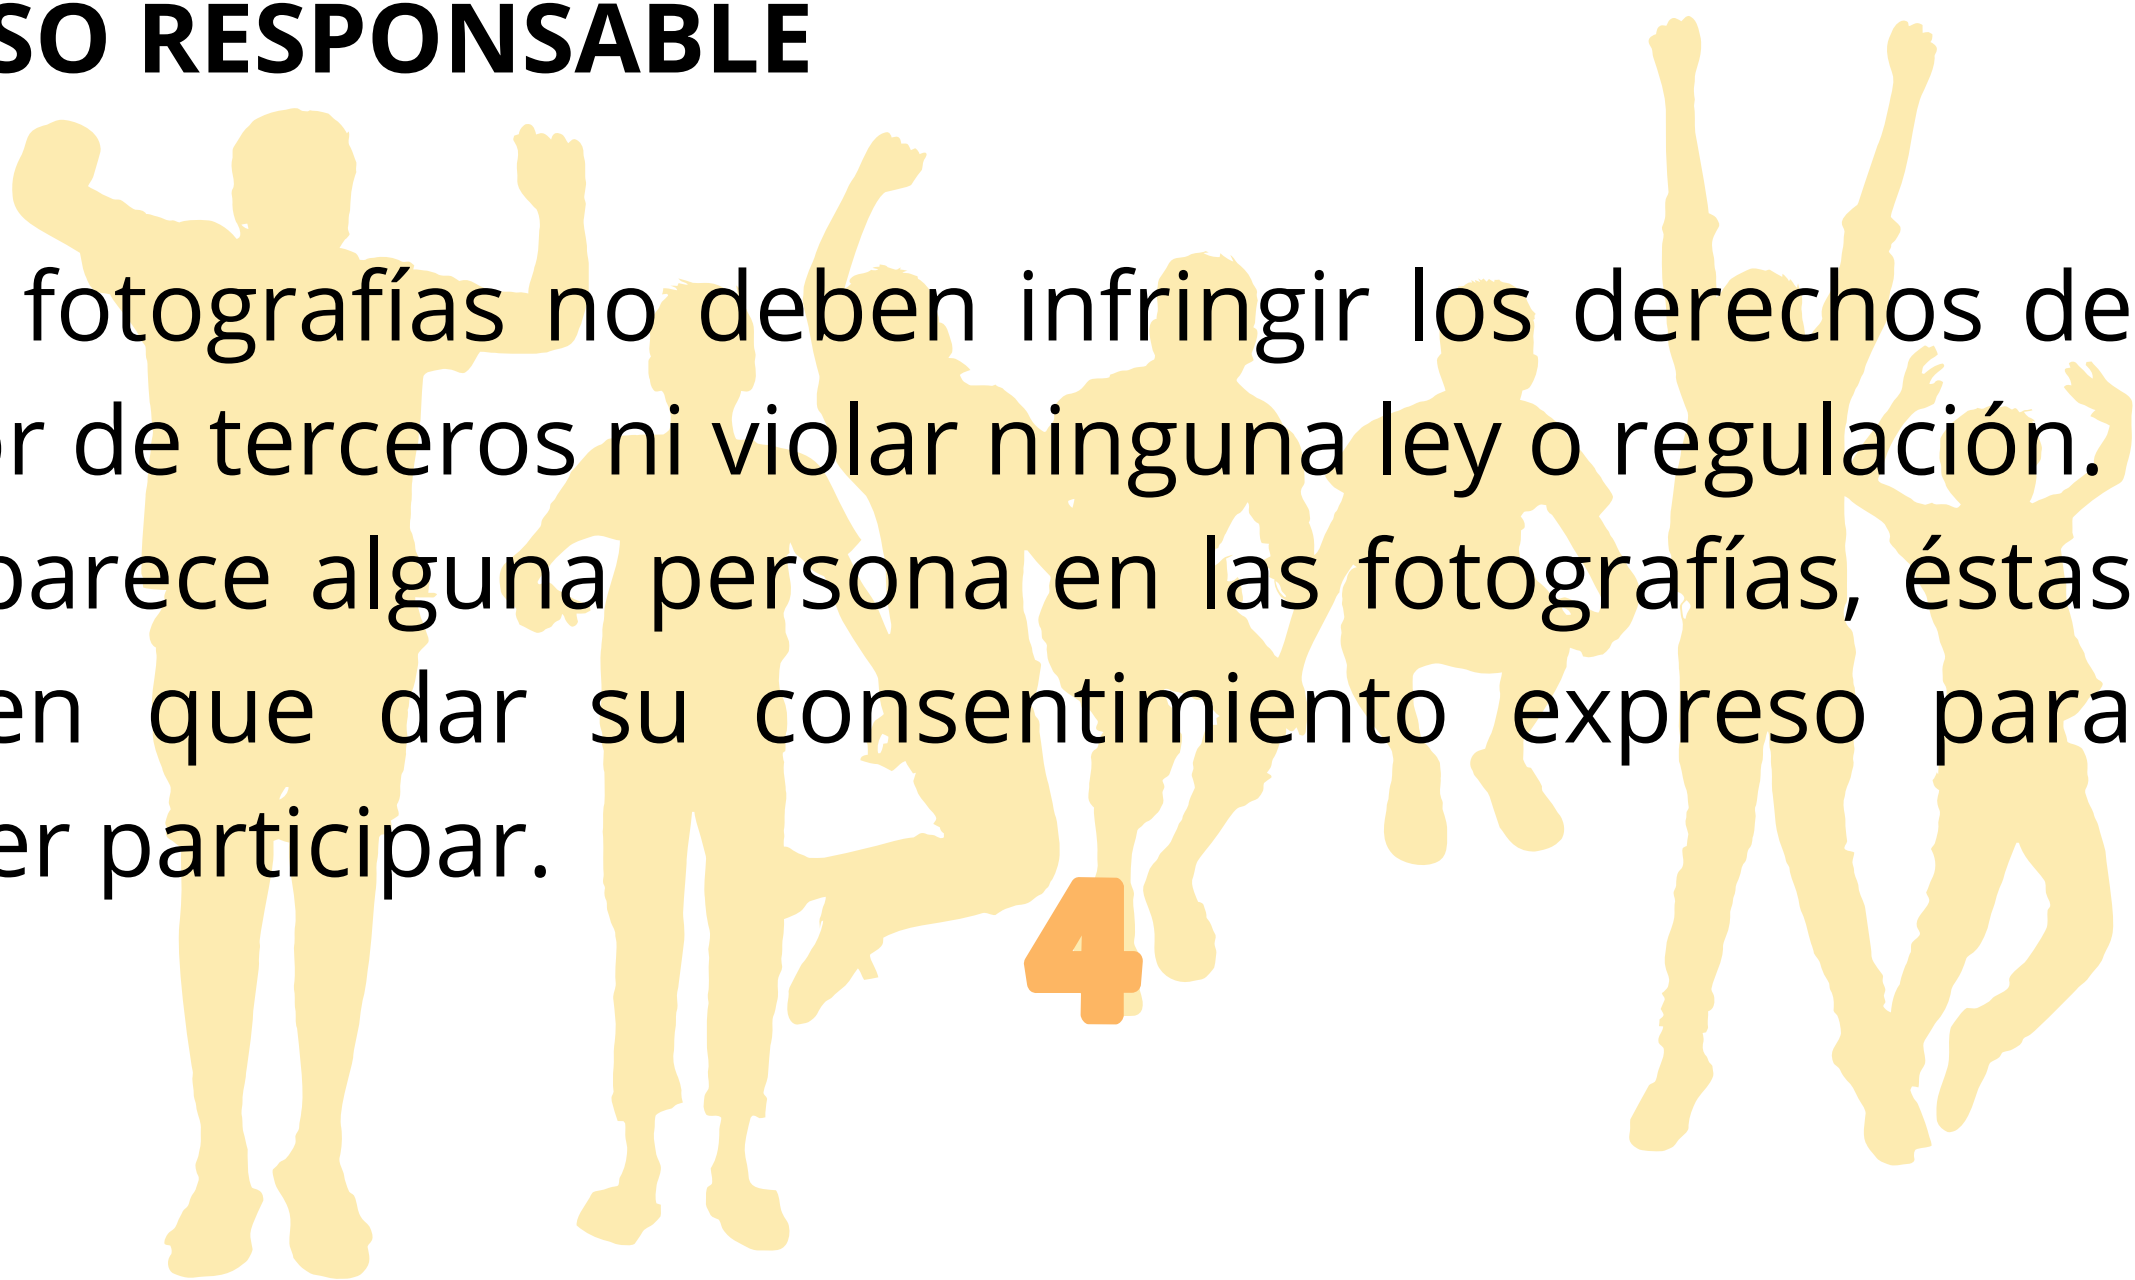 SO RESPONSABLE
fotografías no deben infringir los derechos de
r de terceros ni violar ninguna ley o regulación.
parece alguna persona en las fotografías, éstas
en que dar su consentimiento expreso para
er participar.
4